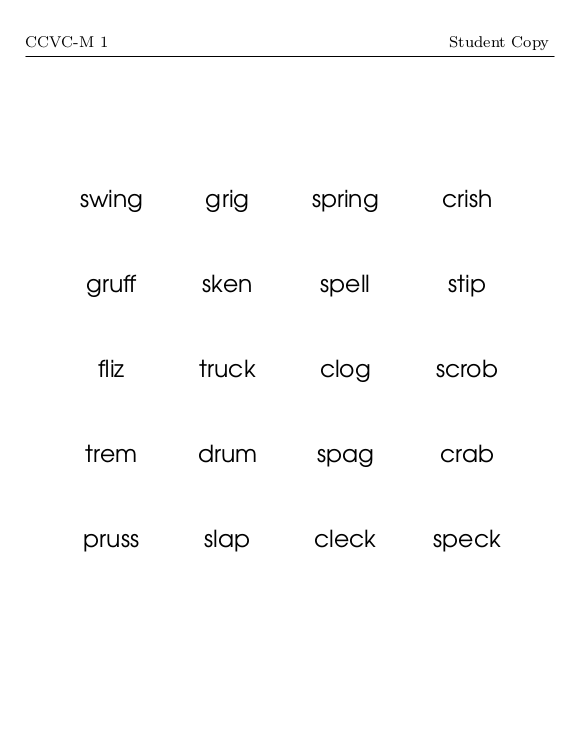 CCVC-M 1 Student Copy
swing grig spring crish
gruff sken spell stip
fliz truck clog scrob
trem drum spag crab
pruss slap cleck speck